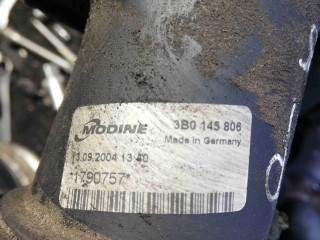 MODINE 3B0 145 806
Made in Germany
13.09.2004 13:40
*1790757*